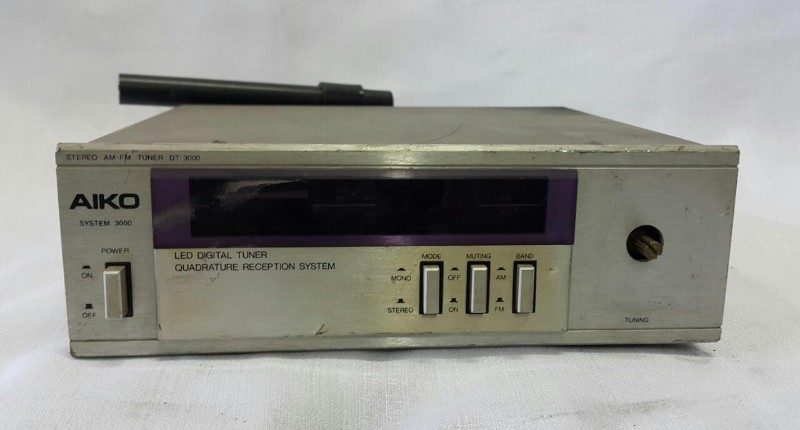 STEREO AM-FM TUNER DT-3000
AIKO
SYSTEM 3000
LED DIGITAL TUNER
QUADRATURE RECEPTION SYSTEM
POWER
ON
OFF
MODE MUTING BAND
MONO OFF AM
STEREO ON FM
TUNING